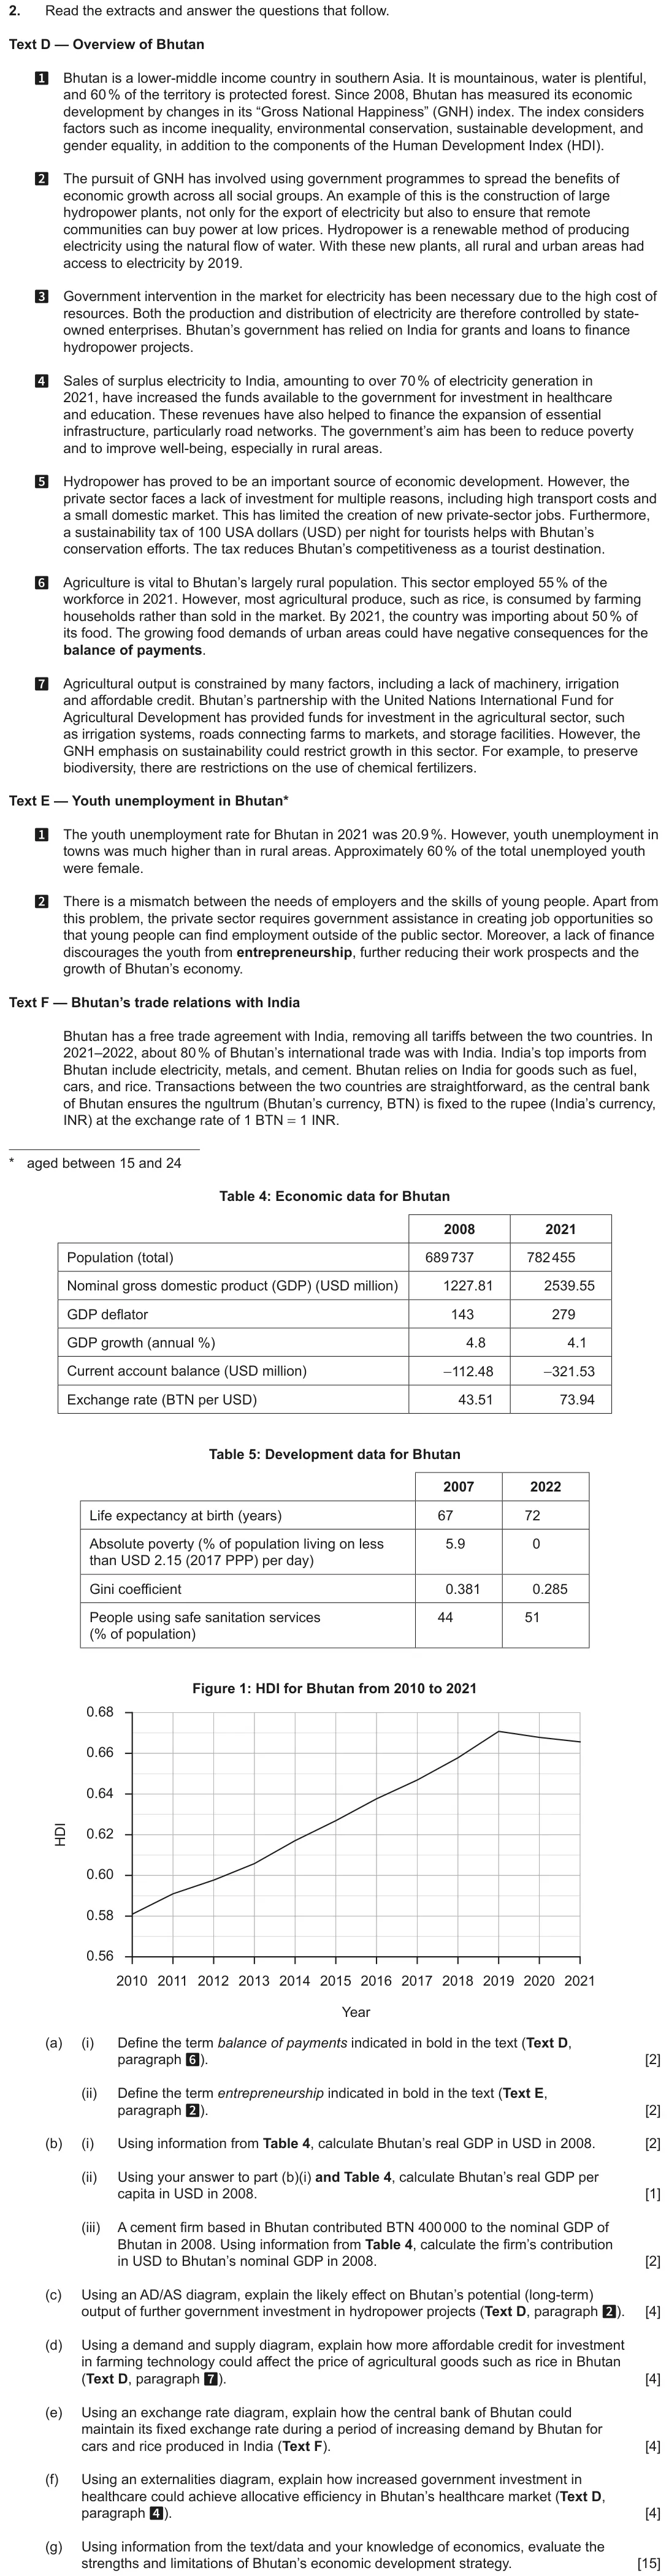 2. Read the extracts and answer the questions that follow.
Text D — Overview of Bhutan
1 Bhutan is a lower-middle income country in southern Asia. It is mountainous, water is plentiful,
and 60% of the territory is protected forest. Since 2008, Bhutan has measured its economic
development by changes in its “Gross National Happiness” (GNH) index. The index considers
factors such as income inequality, environmental conservation, sustainable development, and
gender equality, in addition to the components of the Human Development Index (HDI).
2 The pursuit of GNH has involved using government programmes to spread the benefits of
economic growth across all social groups. An example of this is the construction of large
hydropower plants, not only for the export of electricity but also to ensure that remote
communities can buy power at low prices. Hydropower is a renewable method of producing
electricity using the natural flow of water. With these new plants, all rural and urban areas had
access to electricity by 2019.
3 Government intervention in the market for electricity has been necessary due to the high cost of
resources. Both the production and distribution of electricity are therefore controlled by state-
owned enterprises. Bhutan’s government has relied on India for grants and loans to finance
hydropower projects.
4 Sales of surplus electricity to India, amounting to over 70% of electricity generation in
2021, have increased the funds available to the government for investment in healthcare
and education. These revenues have also helped to finance the expansion of essential
infrastructure, particularly road networks. The government’s aim has been to reduce poverty
and to improve well-being, especially in rural areas.
5 Hydropower has proved to be an important source of economic development. However, the
private sector faces a lack of investment for multiple reasons, including high transport costs and
a small domestic market. This has limited the creation of new private-sector jobs. Furthermore,
a sustainability tax of 100 USA dollars (USD) per night for tourists helps with Bhutan’s
conservation efforts. The tax reduces Bhutan’s competitiveness as a tourist destination.
6 Agriculture is vital to Bhutan’s largely rural population. This sector employed 55% of the
workforce in 2021. However, most agricultural produce, such as rice, is consumed by farming
households rather than sold in the market. By 2021, the country was importing about 50% of
its food. The growing food demands of urban areas could have negative consequences for the
balance of payments.
7 Agricultural output is constrained by many factors, including a lack of machinery, irrigation
and affordable credit. Bhutan’s partnership with the United Nations International Fund for
Agricultural Development has provided funds for investment in the agricultural sector, such
as irrigation systems, roads connecting farms to markets, and storage facilities. However, the
GNH emphasis on sustainability could restrict growth in this sector. For example, to preserve
biodiversity, there are restrictions on the use of chemical fertilizers.
Text E — Youth unemployment in Bhutan*
1 The youth unemployment rate for Bhutan in 2021 was 20.9%. However, youth unemployment in
towns was much higher than in rural areas. Approximately 60% of the total unemployed youth
were female.
2 There is a mismatch between the needs of employers and the skills of young people. Apart from
this problem, the private sector requires government assistance in creating job opportunities so
that young people can find employment outside of the public sector. Moreover, a lack of finance
discourages the youth from entrepreneurship, further reducing their work prospects and the
growth of Bhutan’s economy.
Text F — Bhutan’s trade relations with India
Bhutan has a free trade agreement with India, removing all tariffs between the two countries. In
2021–2022, about 80% of Bhutan’s international trade was with India. India’s top imports from
Bhutan include electricity, metals, and cement. Bhutan relies on India for goods such as fuel,
cars, and rice. Transactions between the two countries are straightforward, as the central bank
of Bhutan ensures the ngultrum (Bhutan’s currency, BTN) is fixed to the rupee (India’s currency,
INR) at the exchange rate of 1 BTN = 1 INR.
* aged between 15 and 24
Table 4: Economic data for Bhutan
2008 2021
Population (total) 689737 782455
Nominal gross domestic product (GDP) (USD million) 1227.81 2539.55
GDP deflator 143 279
GDP growth (annual %) 4.8 4.1
Current account balance (USD million) −112.48 −321.53
Exchange rate (BTN per USD) 43.51 73.94
Table 5: Development data for Bhutan
2007 2022
Life expectancy at birth (years) 67 72
Absolute poverty (% of population living on less
than USD 2.15 (2017 PPP) per day) 5.9 0
Gini coefficient 0.381 0.285
People using safe sanitation services
(% of population) 44 51
Figure 1: HDI for Bhutan from 2010 to 2021
0.68
0.66
0.64
0.62
HDI
0.60
0.58
0.56
2010 2011 2012 2013 2014 2015 2016 2017 2018 2019 2020 2021
Year
(a) (i) Define the term balance of payments indicated in bold in the text (Text D,
paragraph 6). [2]
(ii) Define the term entrepreneurship indicated in bold in the text (Text E,
paragraph 2). [2]
(b) (i) Using information from Table 4, calculate Bhutan’s real GDP in USD in 2008. [2]
(ii) Using your answer to part (b)(i) and Table 4, calculate Bhutan’s real GDP per
capita in USD in 2008. [1]
(iii) A cement firm based in Bhutan contributed BTN 400000 to the nominal GDP of
Bhutan in 2008. Using information from Table 4, calculate the firm’s contribution
in USD to Bhutan’s nominal GDP in 2008. [2]
(c) Using an AD/AS diagram, explain the likely effect on Bhutan’s potential (long-term)
output of further government investment in hydropower projects (Text D, paragraph 2). [4]
(d) Using a demand and supply diagram, explain how more affordable credit for investment
in farming technology could affect the price of agricultural goods such as rice in Bhutan
(Text D, paragraph 7). [4]
(e) Using an exchange rate diagram, explain how the central bank of Bhutan could
maintain its fixed exchange rate during a period of increasing demand by Bhutan for
cars and rice produced in India (Text F). [4]
(f) Using an externalities diagram, explain how increased government investment in
healthcare could achieve allocative efficiency in Bhutan’s healthcare market (Text D,
paragraph 4). [4]
(g) Using information from the text/data and your knowledge of economics, evaluate the
strengths and limitations of Bhutan’s economic development strategy. [15]